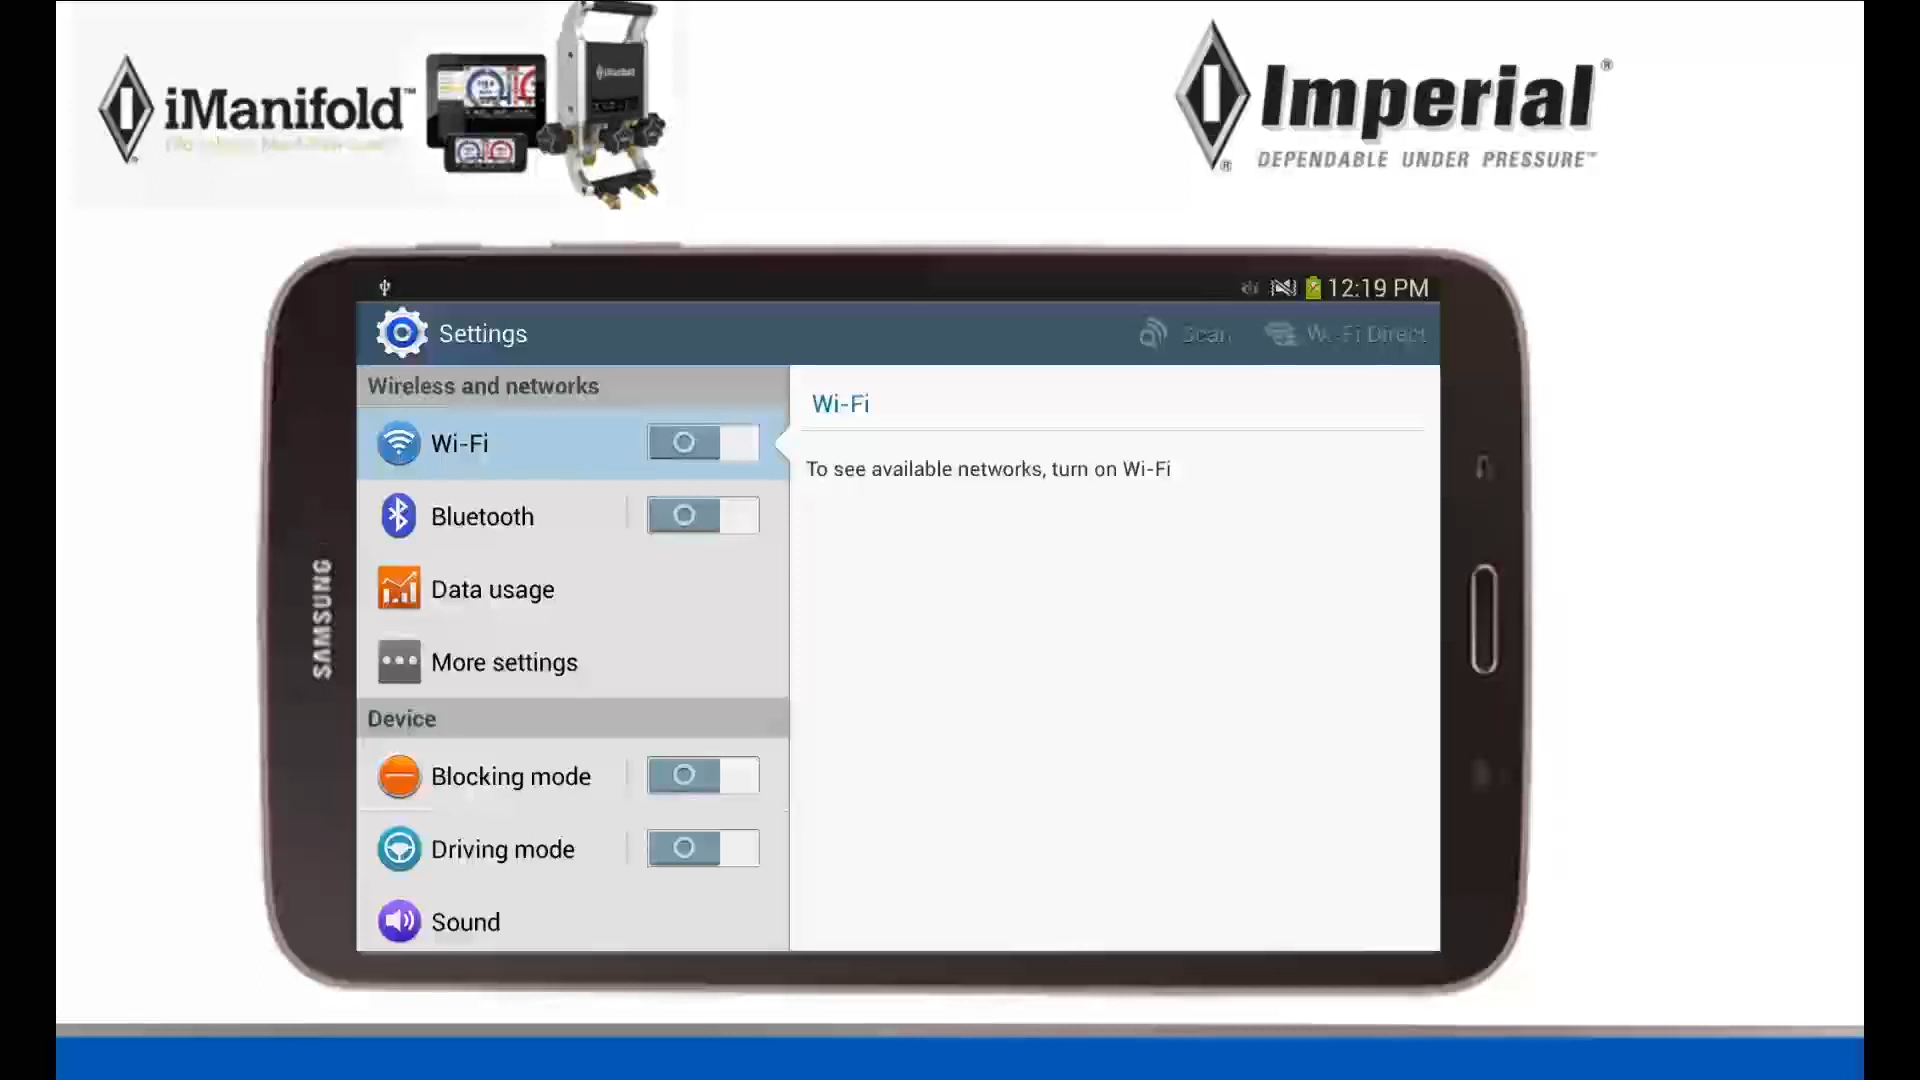 iManifold™
Imperial®
DEPENDABLE UNDER PRESSURE™
12:19 PM
Settings
Scan
Wi-Fi Direct
Wireless and networks
Wi-Fi
Bluetooth
Data usage
More settings
Device
Blocking mode
Driving mode
Sound
Wi-Fi
To see available networks, turn on Wi-Fi
SAMSUNG